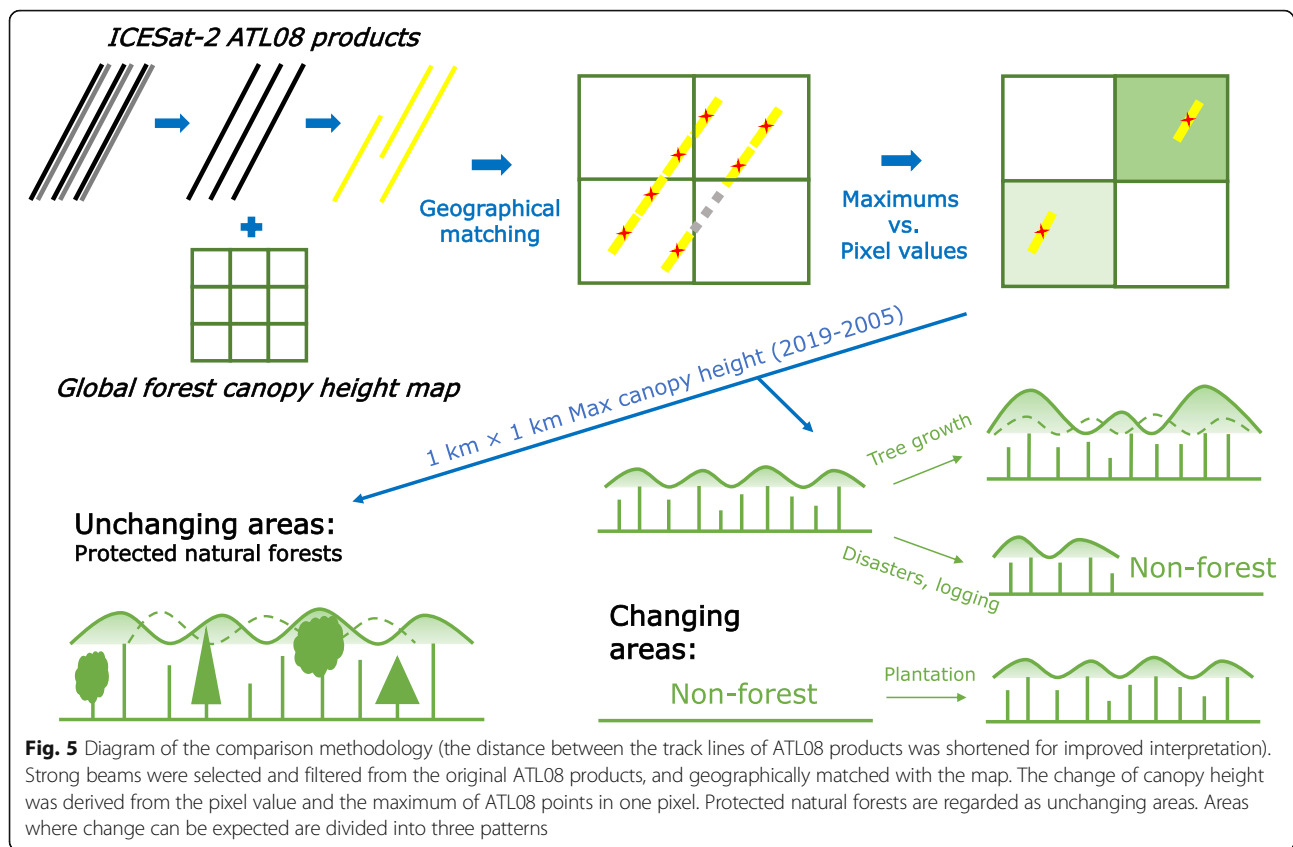 ICESat-2 ATL08 products
Geographical
matching
Maximums
vs.
Pixel values
Global forest canopy height map
1 km × 1 km Max canopy height (2019-2005)
Unchanging areas:
Protected natural forests
Tree growth
Disasters, logging
Non-forest
Changing
areas:
Non-forest
Plantation
Fig. 5 Diagram of the comparison methodology (the distance between the track lines of ATL08 products was shortened for improved interpretation).
Strong beams were selected and filtered from the original ATL08 products, and geographically matched with the map. The change of canopy height
was derived from the pixel value and the maximum of ATL08 points in one pixel. Protected natural forests are regarded as unchanging areas. Areas
where change can be expected are divided into three patterns